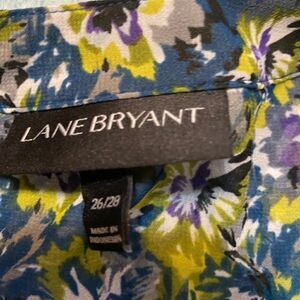 LANE BRYANT
26/28
MADE IN
INDONESIA